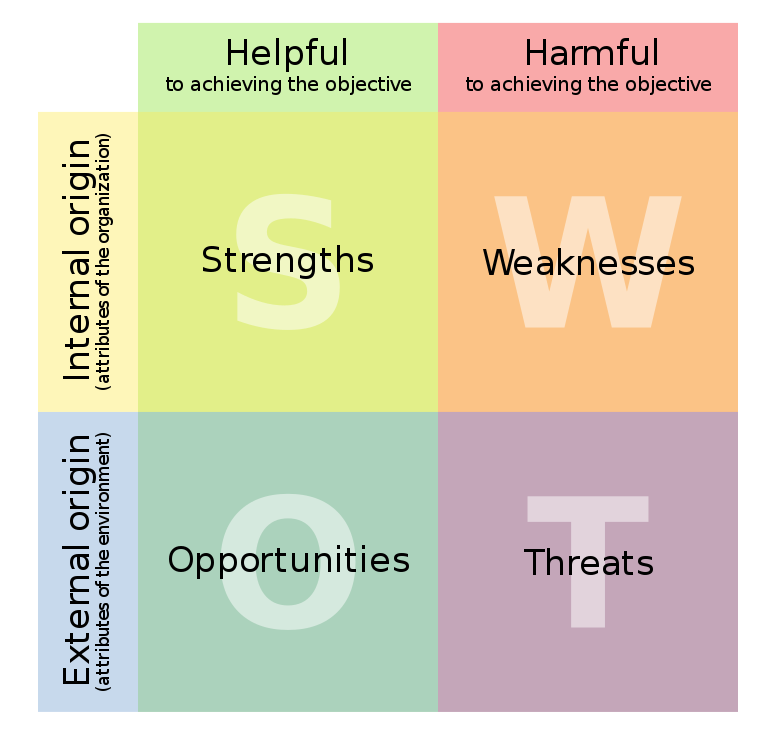 Helpful
to achieving the objective
Harmful
to achieving the objective
Internal origin
(attributes of the organization)
S
Strengths
W
Weaknesses
External origin
(attributes of the environment)
O
Opportunities
T
Threats